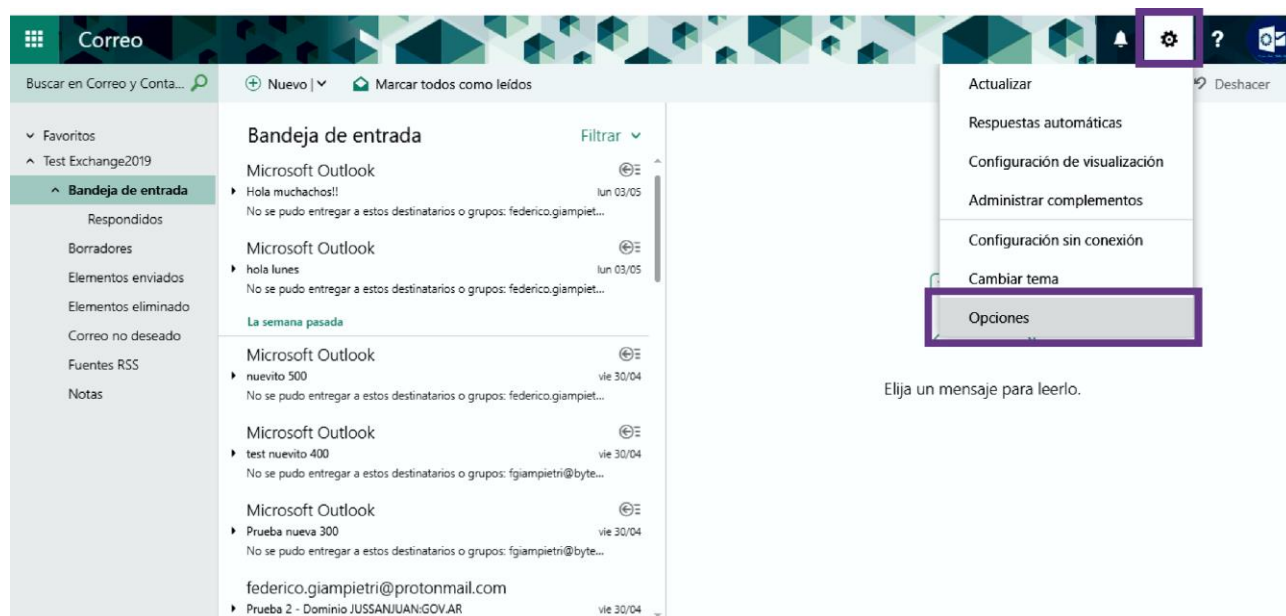 Correo
?
Buscar en Correo y Conta...
Nuevo |
Marcar todos como leídos
Deshacer
Favoritos
Test Exchange2019
Bandeja de entrada
Respondidos
Borradores
Elementos enviados
Elementos eliminado
Correo no deseado
Fuentes RSS
Notas
Bandeja de entrada
Filtrar
Microsoft Outlook
Hola muchachos!!
lun 03/05
No se pudo entregar a estos destinatarios o grupos: federico.giampiet...
Microsoft Outlook
hola lunes
lun 03/05
No se pudo entregar a estos destinatarios o grupos: federico.giampiet...
La semana pasada
Microsoft Outlook
nuevito 500
vie 30/04
No se pudo entregar a estos destinatarios o grupos: federico.giampiet...
Microsoft Outlook
test nuevito 400
vie 30/04
No se pudo entregar a estos destinatarios o grupos: fgiampietri@byte...
Microsoft Outlook
Prueba nueva 300
vie 30/04
No se pudo entregar a estos destinatarios o grupos: fgiampietri@byte...
federico.giampietri@protonmail.com
Prueba 2 - Dominio JUSSANJUAN:GOV.AR
vie 30/04
Actualizar
Respuestas automáticas
Configuración de visualización
Administrar complementos
Configuración sin conexión
Cambiar tema
Opciones
Elija un mensaje para leerlo.